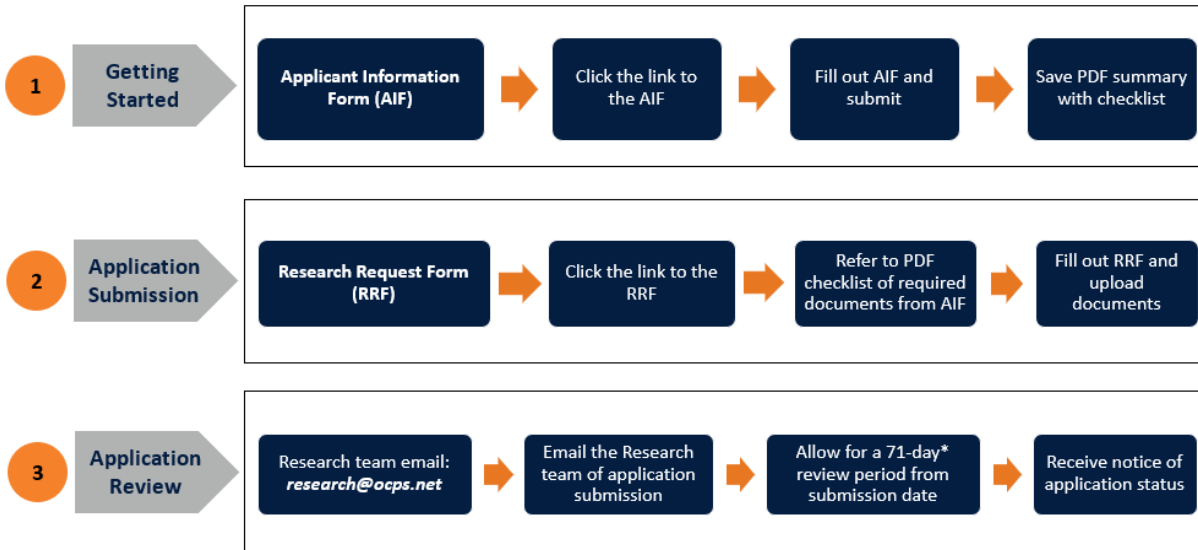 1
Getting
Started
Applicant Information
Form (AIF)
Click the link to
the AIF
Fill out AIF and
submit
Save PDF summary
with checklist
2
Application
Submission
Research Request Form
(RRF)
Click the link to the
RRF
Refer to PDF
checklist of required
documents from AIF
Fill out RRF and
upload
documents
3
Application
Review
Research team email:
research@ocps.net
Email the Research
team of application
submission
Allow for a 71-day*
review period from
submission date
Receive notice of
application status